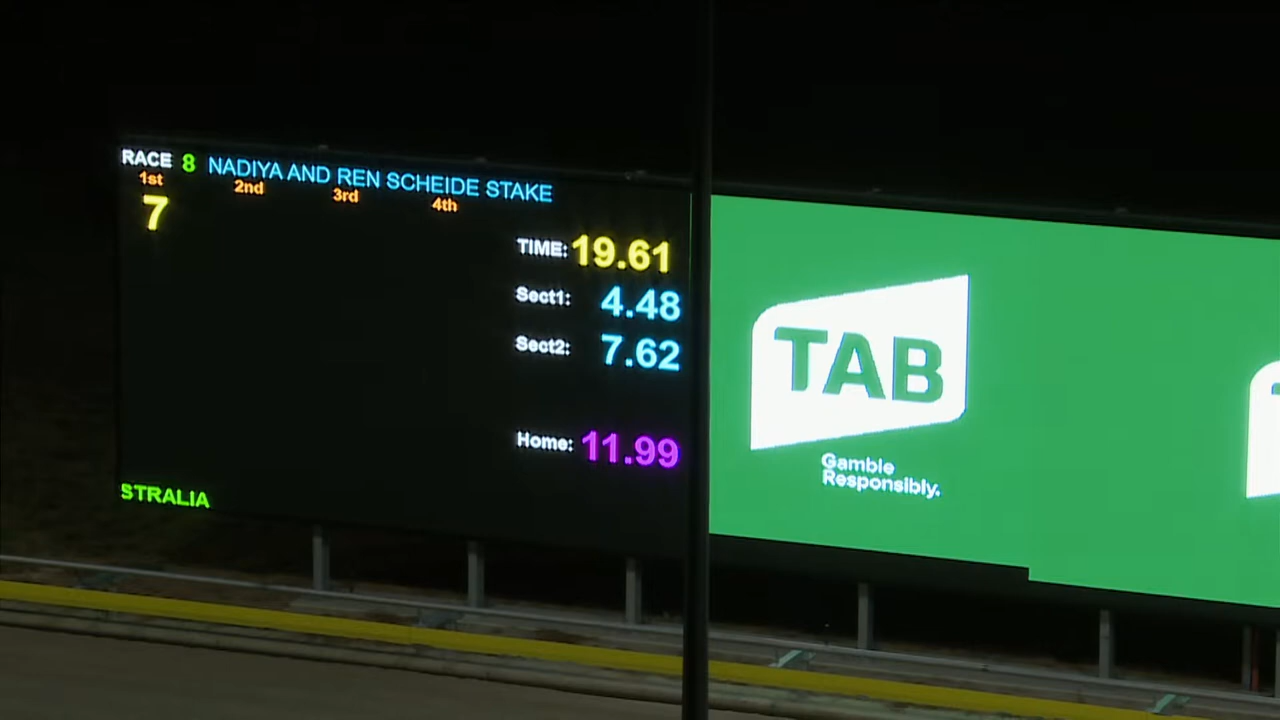 RACE 8 NADIYA AND REN SCHEIDE STAKE
1st 2nd 3rd 4th
7
TIME: 19.61
Sect1: 4.48
Sect2: 7.62
Home: 11.99
STRALIA
TAB
Gamble
Responsibly.